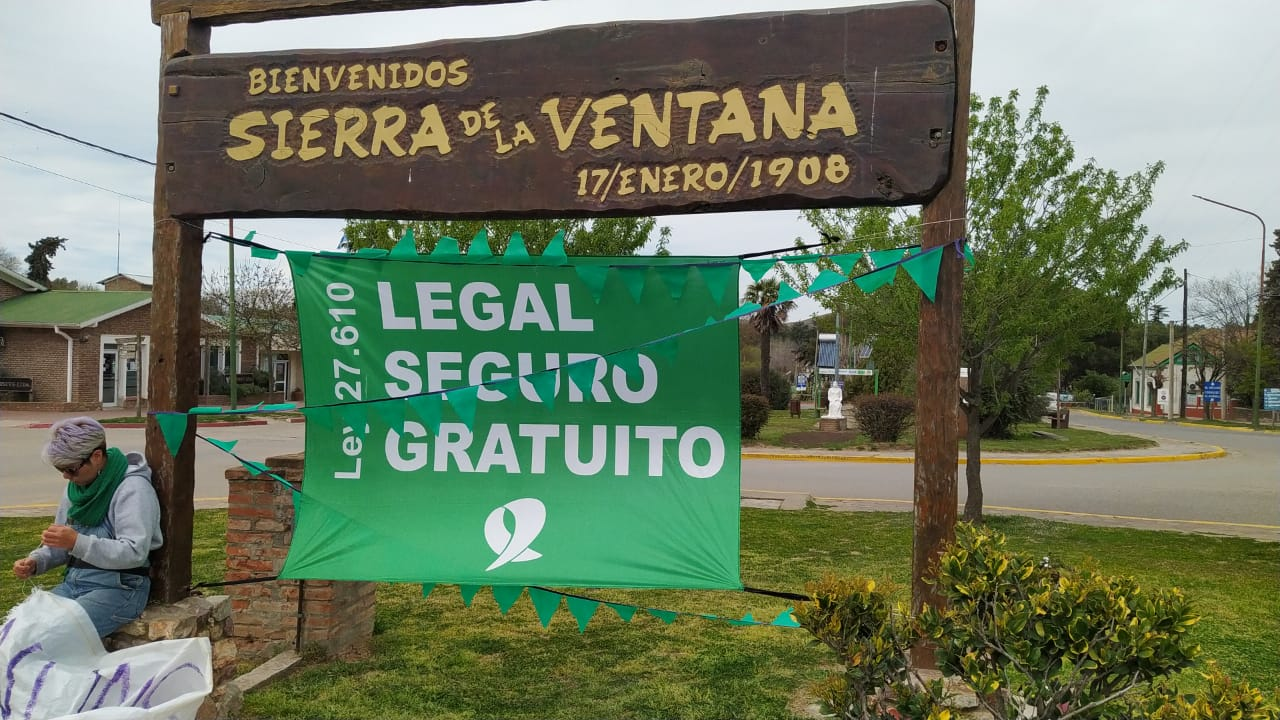 BIENVENIDOS
SIERRA DE LA VENTANA
17/ENERO/1908
Ley 27.610
LEGAL
SEGURO
GRATUITO